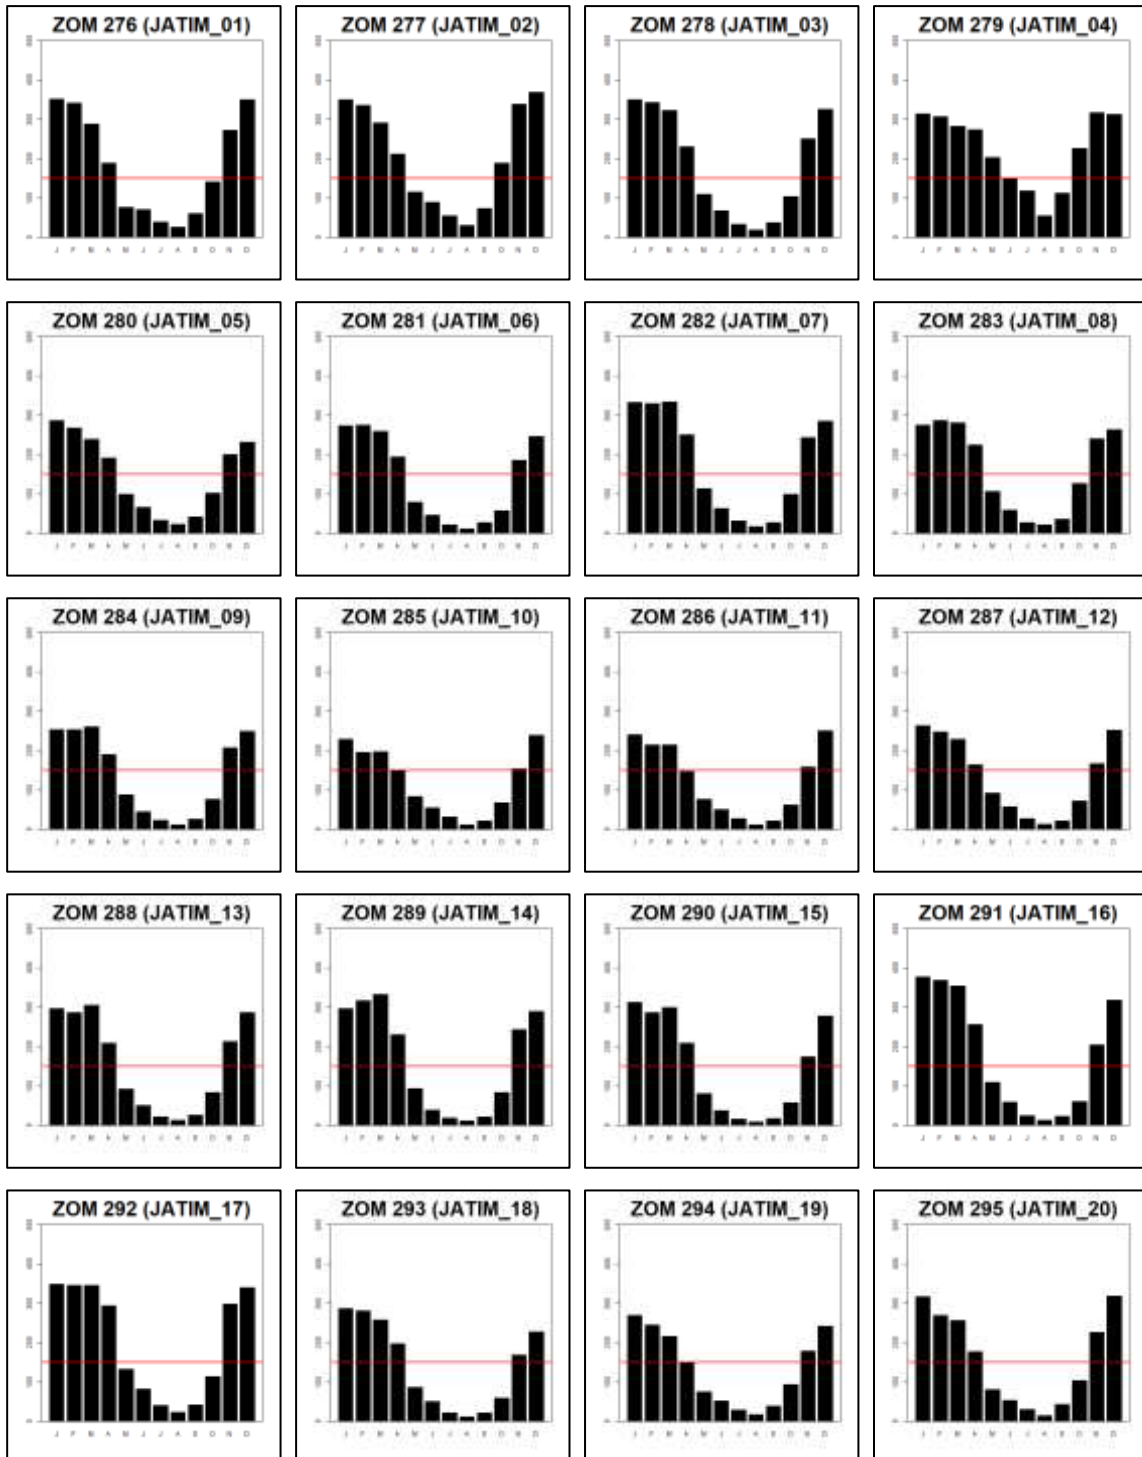 ZOM 276 (JATIM_01) ZOM 277 (JATIM_02) ZOM 278 (JATIM_03) ZOM 279 (JATIM_04)
J F M A M J J A S O N D J F M A M J J A S O N D J F M A M J J A S O N D J F M A M J J A S O N D
ZOM 280 (JATIM_05) ZOM 281 (JATIM_06) ZOM 282 (JATIM_07) ZOM 283 (JATIM_08)
J F M A M J J A S O N D J F M A M J J A S O N D J F M A M J J A S O N D J F M A M J J A S O N D
ZOM 284 (JATIM_09) ZOM 285 (JATIM_10) ZOM 286 (JATIM_11) ZOM 287 (JATIM_12)
J F M A M J J A S O N D J F M A M J J A S O N D J F M A M J J A S O N D J F M A M J J A S O N D
ZOM 288 (JATIM_13) ZOM 289 (JATIM_14) ZOM 290 (JATIM_15) ZOM 291 (JATIM_16)
J F M A M J J A S O N D J F M A M J J A S O N D J F M A M J J A S O N D J F M A M J J A S O N D
ZOM 292 (JATIM_17) ZOM 293 (JATIM_18) ZOM 294 (JATIM_19) ZOM 295 (JATIM_20)
J F M A M J J A S O N D J F M A M J J A S O N D J F M A M J J A S O N D J F M A M J J A S O N D